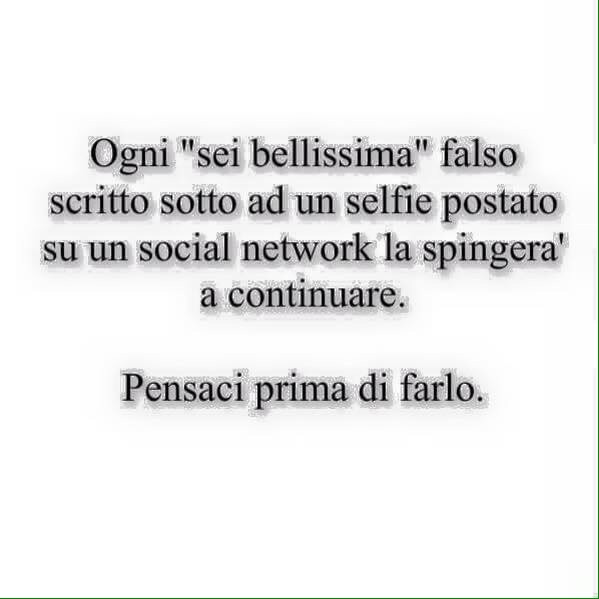 Ogni "sei bellissima" falso
scritto sotto ad un selfie postato
su un social network la spingera'
a continuare.
Pensaci prima di farlo.